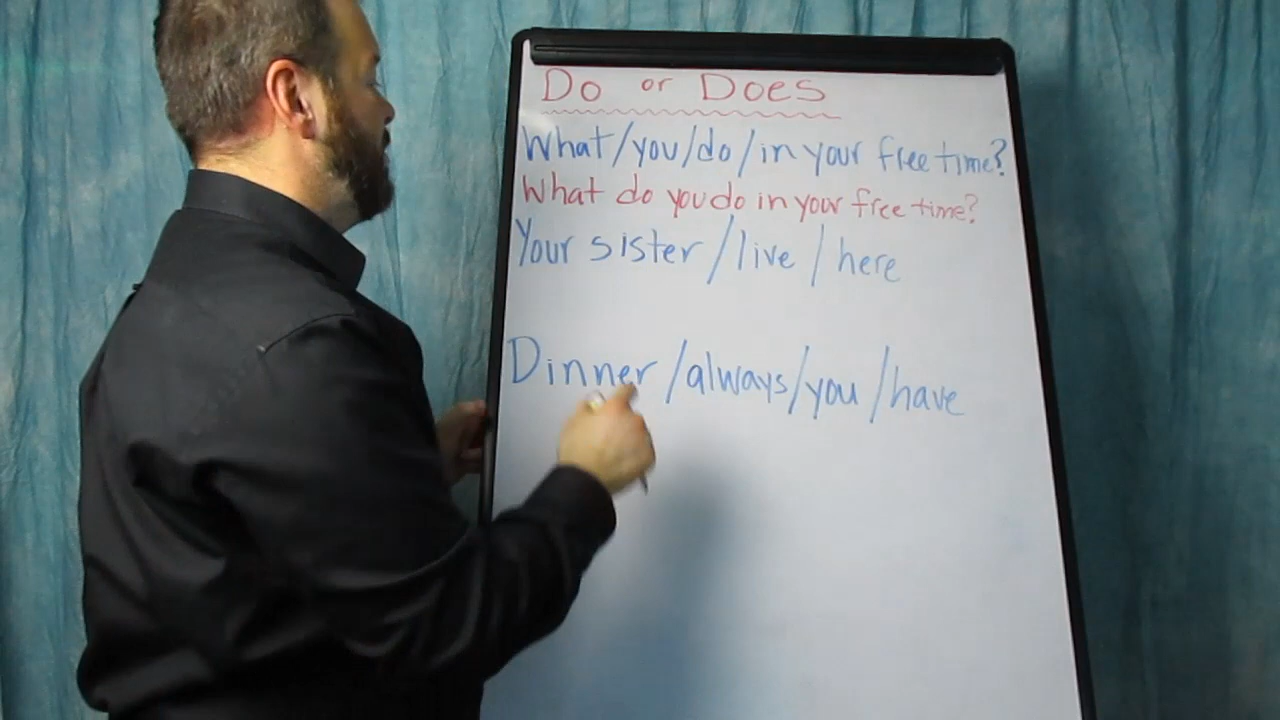 Do or Does
What/you/do/in your free time?
What do you do in your free time?
Your sister/live/here
Dinner/always/you/have